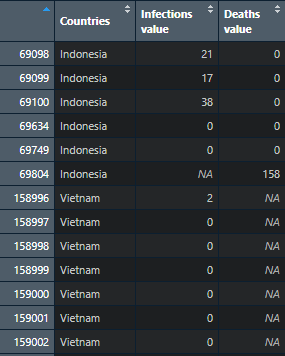 Countries Infections value Deaths value
69098 Indonesia 21 0
69099 Indonesia 17 0
69100 Indonesia 38 0
69634 Indonesia 0 0
69749 Indonesia 0 0
69804 Indonesia NA 158
158996 Vietnam 2 NA
158997 Vietnam 0 NA
158998 Vietnam 0 NA
158999 Vietnam 0 NA
159000 Vietnam 0 NA
159001 Vietnam 0 NA
159002 Vietnam 0 NA